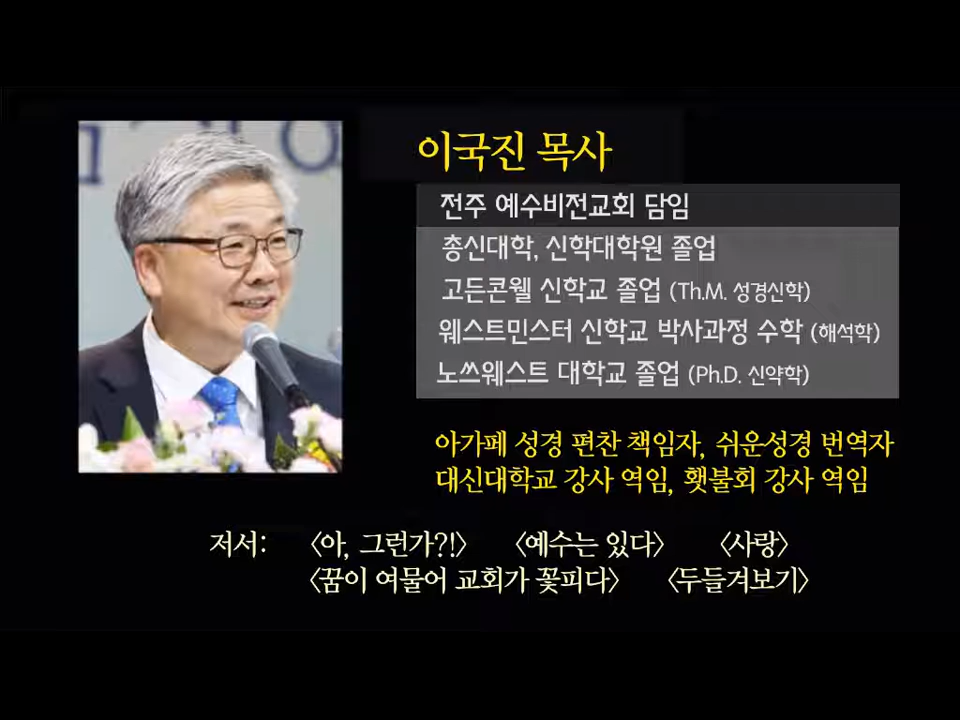 이국진 목사
전주 예수비전교회 담임
총신대학, 신학대학원 졸업
고든콘웰 신학교 졸업 (Th.M. 성경신학)
웨스트민스터 신학교 박사과정 수학 (해석학)
노쓰웨스트 대학교 졸업 (Ph.D. 신약학)
아가페 성경 편찬 책임자, 쉬운성경 번역자
대신대학교 강사 역임, 횃불회 강사 역임
저서: 〈아, 그런가?!〉 〈예수는 있다〉 〈사랑〉
〈꿈이 여물어 교회가 꽃피다〉 〈두들겨보기〉